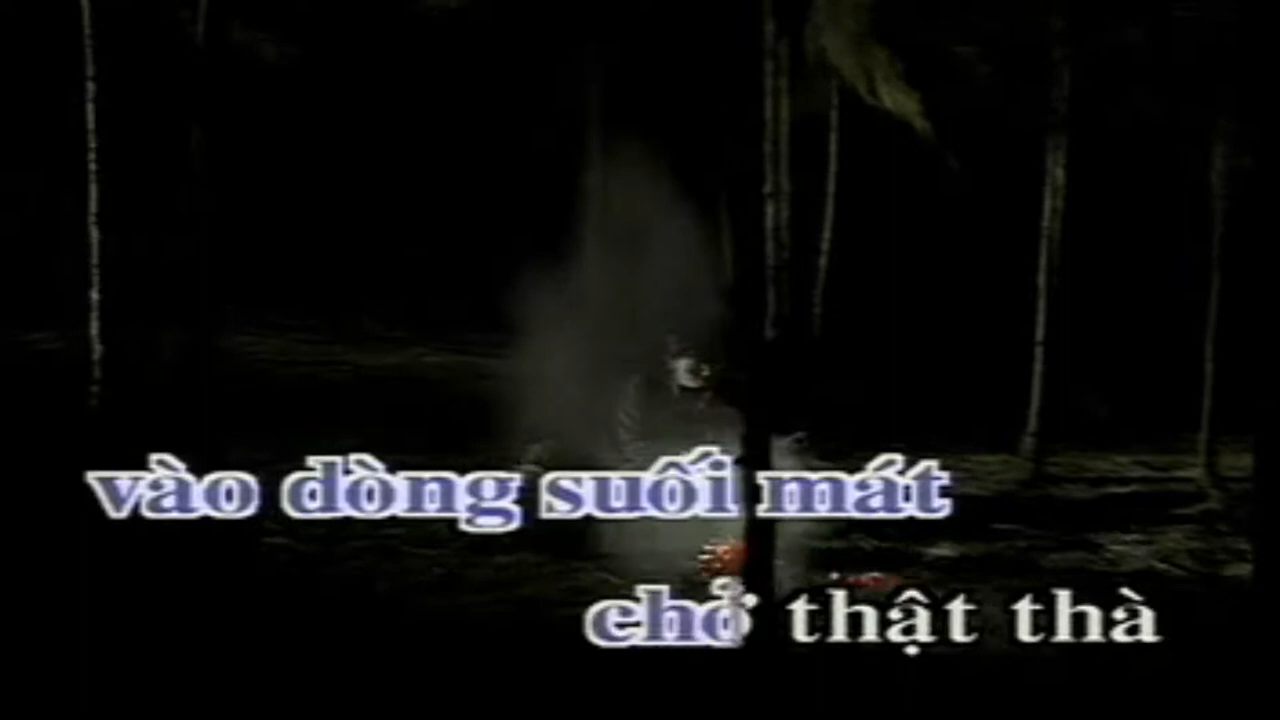 vào dòng suối mát
chở thật thà